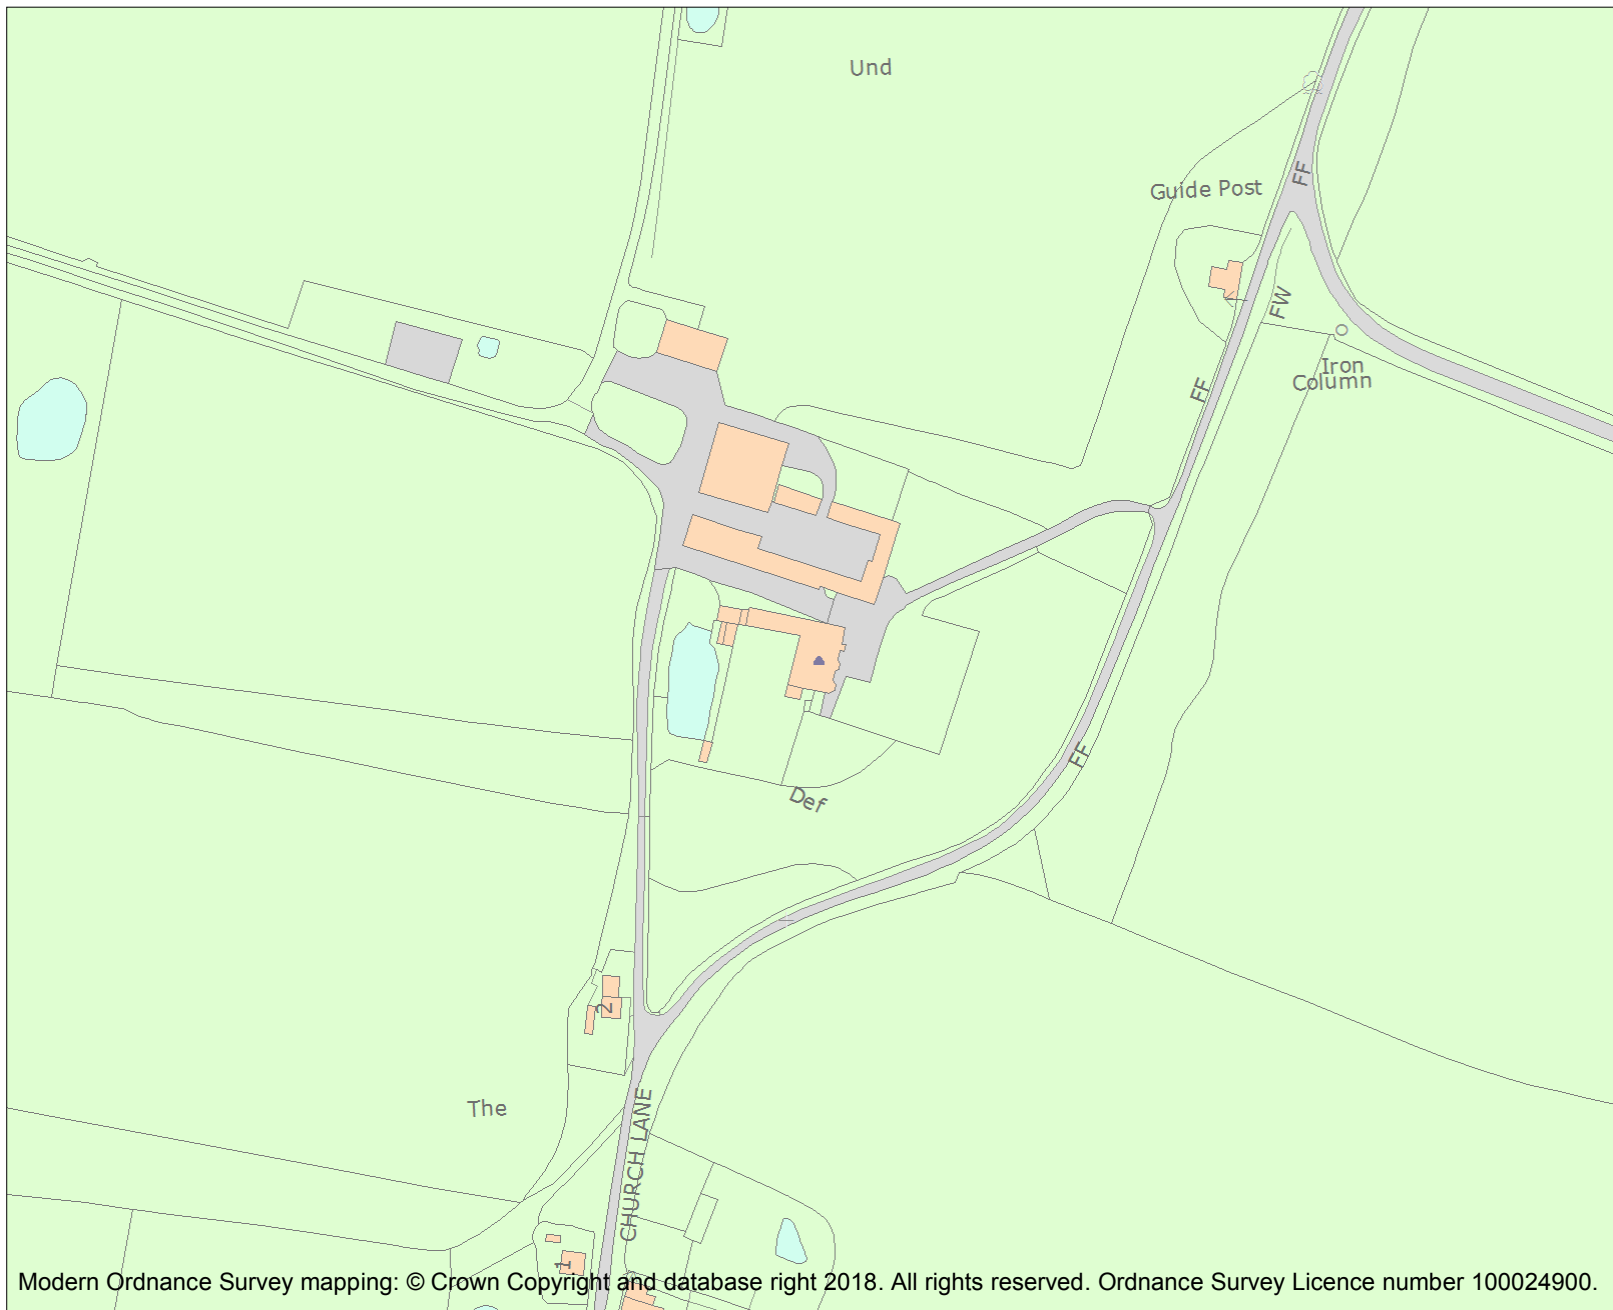 Und
Guide Post
FF
FW
Iron
Column
FF
FF
Def
2
The
CHURCH LANE
1
Modern Ordnance Survey mapping: © Crown Copyright and database right 2018. All rights reserved. Ordnance Survey Licence number 100024900.